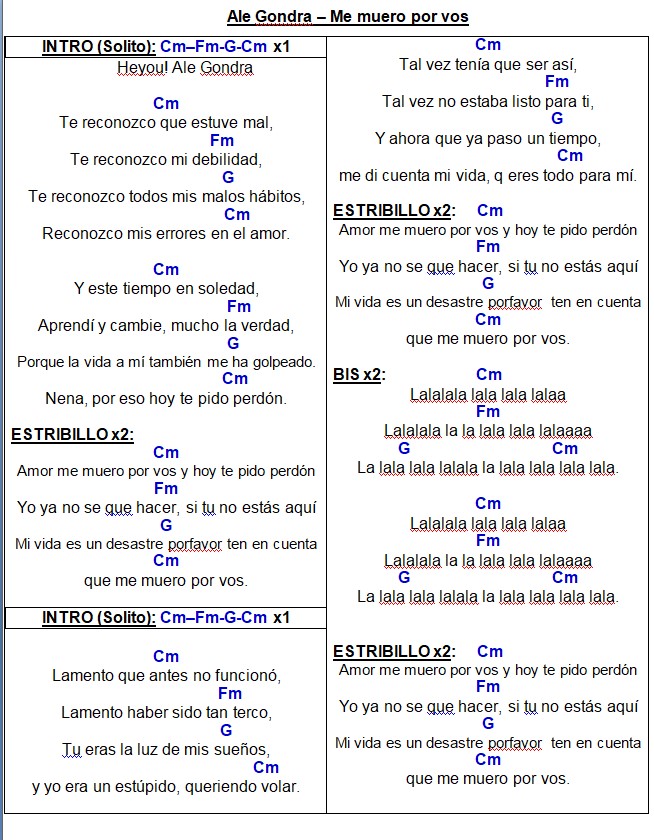 Ale Gondra – Me muero por vos
INTRO (Solito): Cm–Fm-G-Cm x1
Heyou! Ale Gondra
Cm
Te reconozco que estuve mal,
Fm
Te reconozco mi debilidad,
G
Te reconozco todos mis malos hábitos,
Cm
Reconozco mis errores en el amor.
Cm
Y este tiempo en soledad,
Fm
Aprendí y cambie, mucho la verdad,
G
Porque la vida a mí también me ha golpeado.
Cm
Nena, por eso hoy te pido perdón.
ESTRIBILLO x2:
Cm
Amor me muero por vos y hoy te pido perdón
Fm
Yo ya no se que hacer, si tu no estás aquí
G
Mi vida es un desastre porfavor ten en cuenta
Cm
que me muero por vos.
INTRO (Solito): Cm–Fm-G-Cm x1
Cm
Lamento que antes no funcionó,
Fm
Lamento haber sido tan terco,
G
Tu eras la luz de mis sueños,
Cm
y yo era un estúpido, queriendo volar.
Cm
Tal vez tenía que ser así,
Fm
Tal vez no estaba listo para ti,
G
Y ahora que ya paso un tiempo,
Cm
me di cuenta mi vida, q eres todo para mí.
ESTRIBILLO x2: Cm
Amor me muero por vos y hoy te pido perdón
Fm
Yo ya no se que hacer, si tu no estás aquí
G
Mi vida es un desastre porfavor ten en cuenta
Cm
que me muero por vos.
BIS x2: Cm
Lalalala lala lala lalaa
Fm
Lalalala la la lala lala lalaaaa
G Cm
La lala lala lalala la lala lala lala lala.
Cm
Lalalala lala lala lalaa
Fm
Lalalala la la lala lala lalaaaa
G Cm
La lala lala lalala la lala lala lala lala.
ESTRIBILLO x2: Cm
Amor me muero por vos y hoy te pido perdón
Fm
Yo ya no se que hacer, si tu no estás aquí
G
Mi vida es un desastre porfavor ten en cuenta
Cm
que me muero por vos.